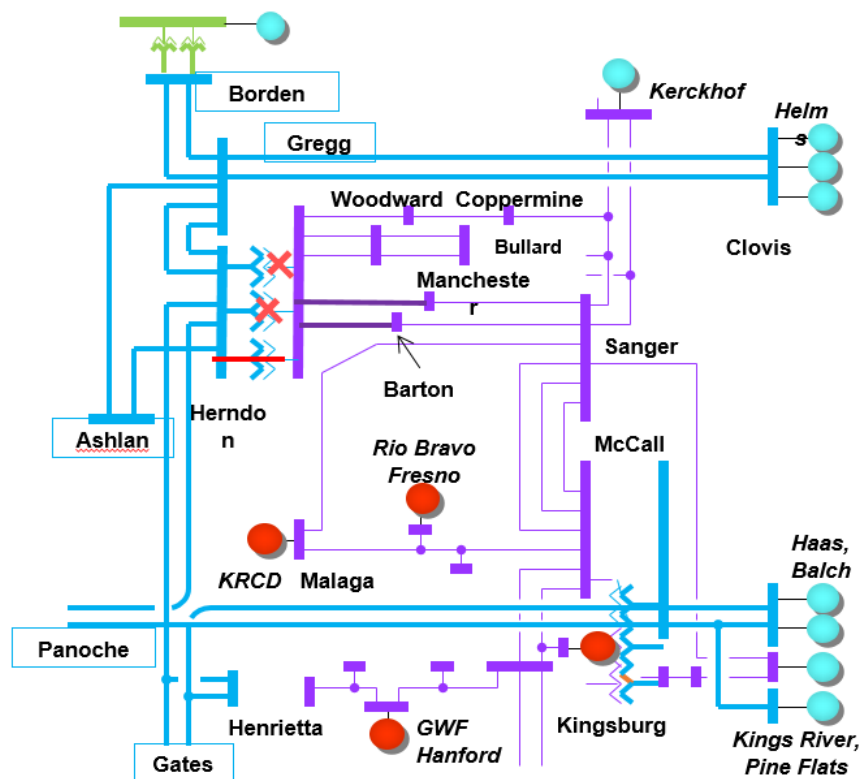 Kerckhof
Borden
Helm
s
Gregg
Woodward
Coppermine
Bullard
Clovis
Mancheste
r
Sanger
Barton
Herndo
n
Ashlan
McCall
Rio Bravo
Fresno
Haas,
Balch
KRCD
Malaga
Panoche
Henrietta
GWF
Hanford
Kingsburg
Kings River,
Pine Flats
Gates